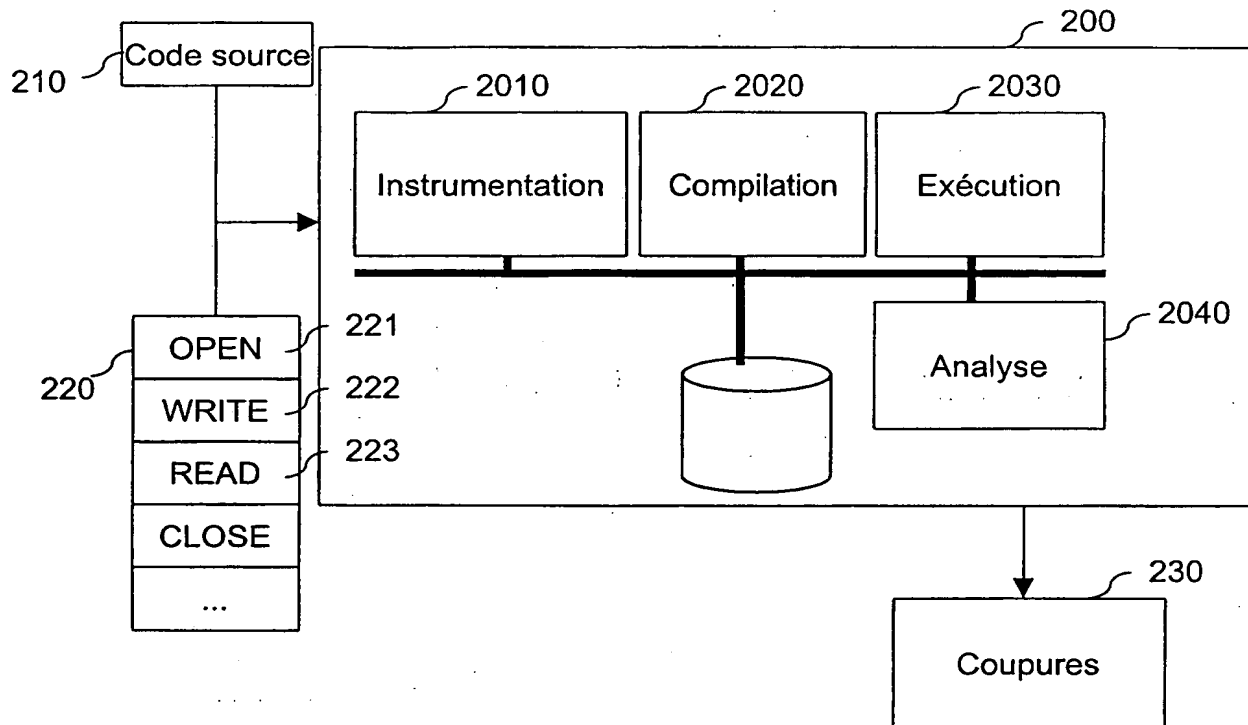 200
Code source
210
2010
2020
2030
Instrumentation
Compilation
Exécution
2040
Analyse
220
OPEN
221
WRITE
222
READ
223
CLOSE
...
230
Coupures